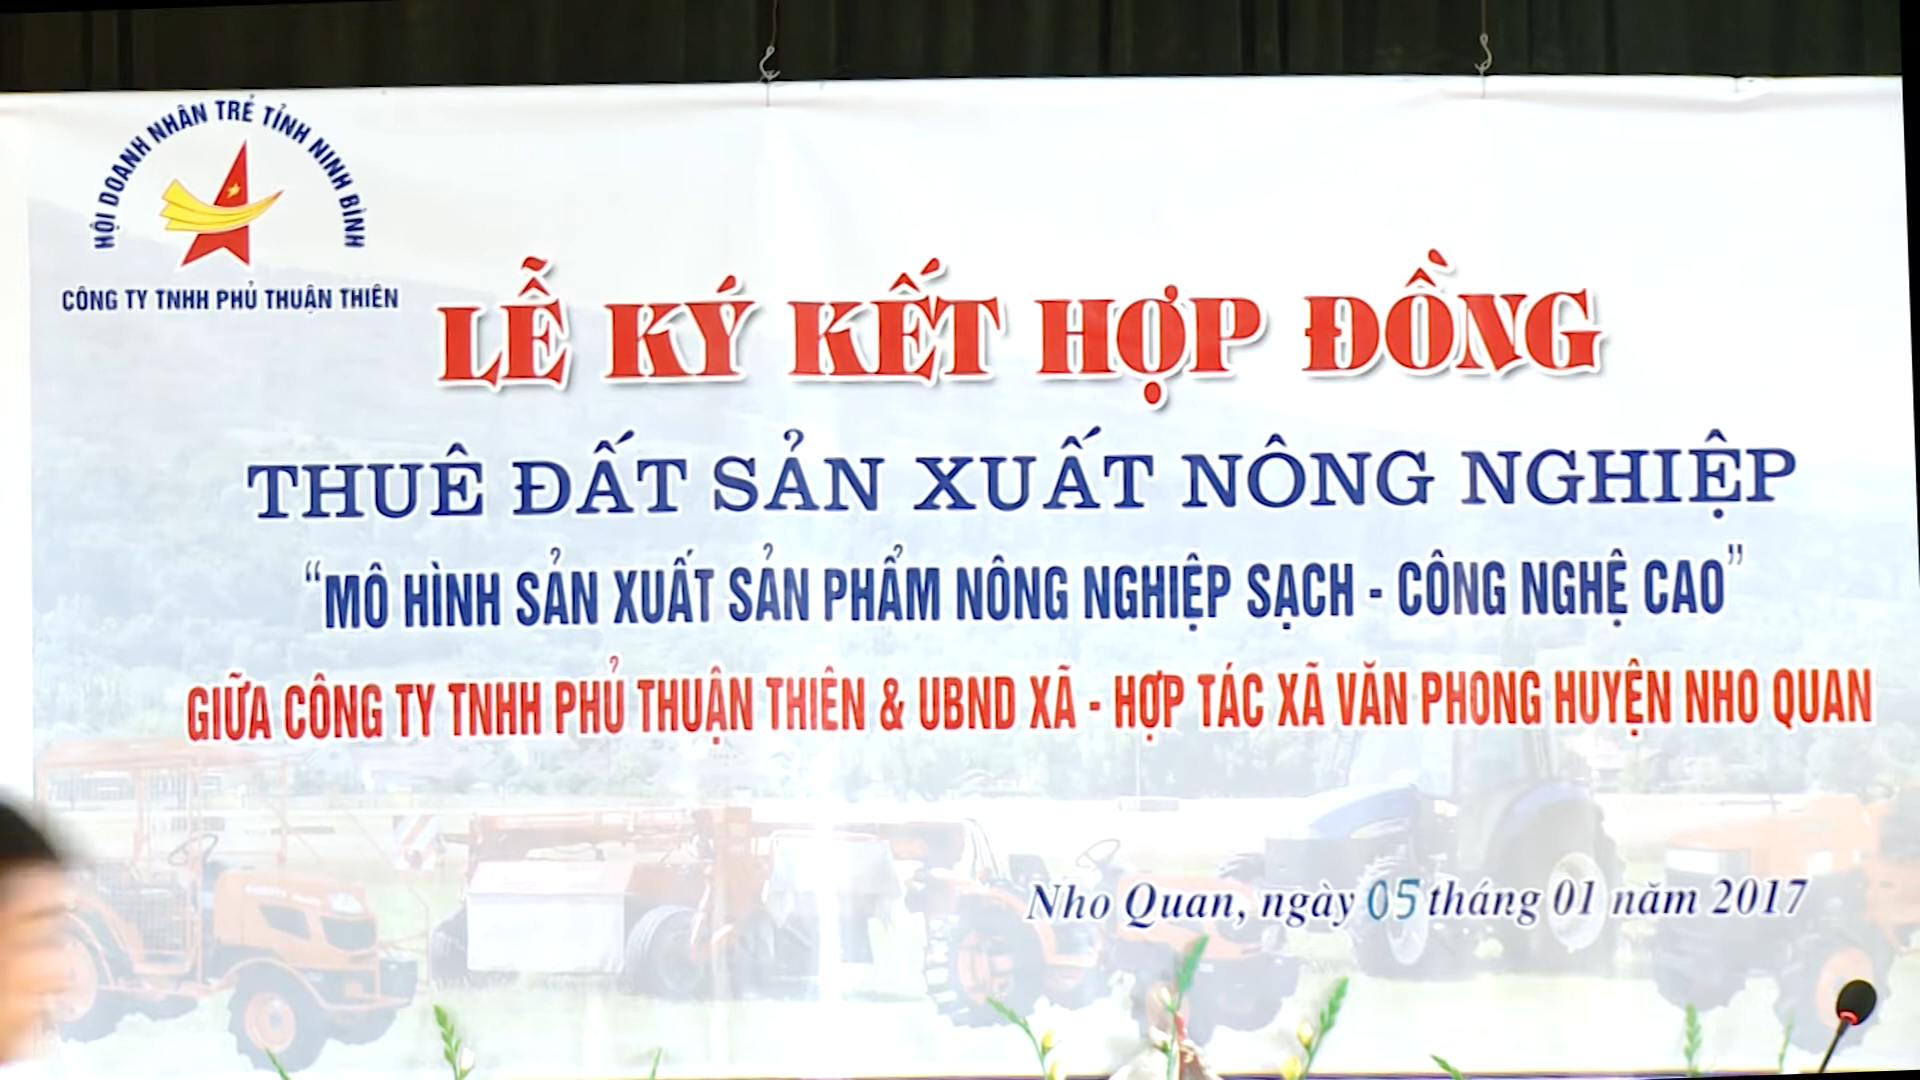 HỘI DOANH NHÂN TRẺ TỈNH NINH BÌNH
CÔNG TY TNHH PHỦ THUẬN THIÊN
LỄ KÝ KẾT HỢP ĐỒNG
THUÊ ĐẤT SẢN XUẤT NÔNG NGHIỆP
“MÔ HÌNH SẢN XUẤT SẢN PHẨM NÔNG NGHIỆP SẠCH - CÔNG NGHỆ CAO”
GIỮA CÔNG TY TNHH PHỦ THUẬN THIÊN & UBND XÃ - HỢP TÁC XÃ VĂN PHONG HUYỆN NHO QUAN
Nho Quan, ngày 05 tháng 01 năm 2017